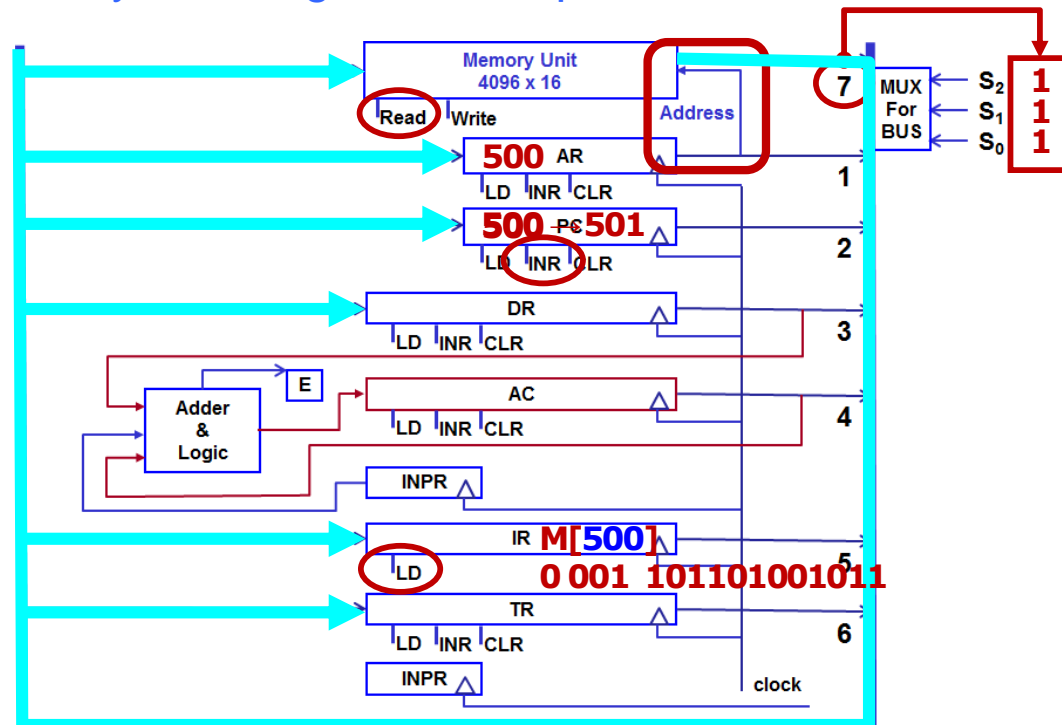 Memory Unit
4096 x 16
Read
Write
Address
7
MUX
For
BUS
S2
S1
S0
1
1
1
500 AR
LD INR CLR
1
500 PC 501
LD INR CLR
2
DR
LD INR CLR
3
E
Adder
&
Logic
AC
LD INR CLR
4
INPR
IR M[500]
LD
0 001 101101001011
5
TR
LD INR CLR
6
INPR
clock